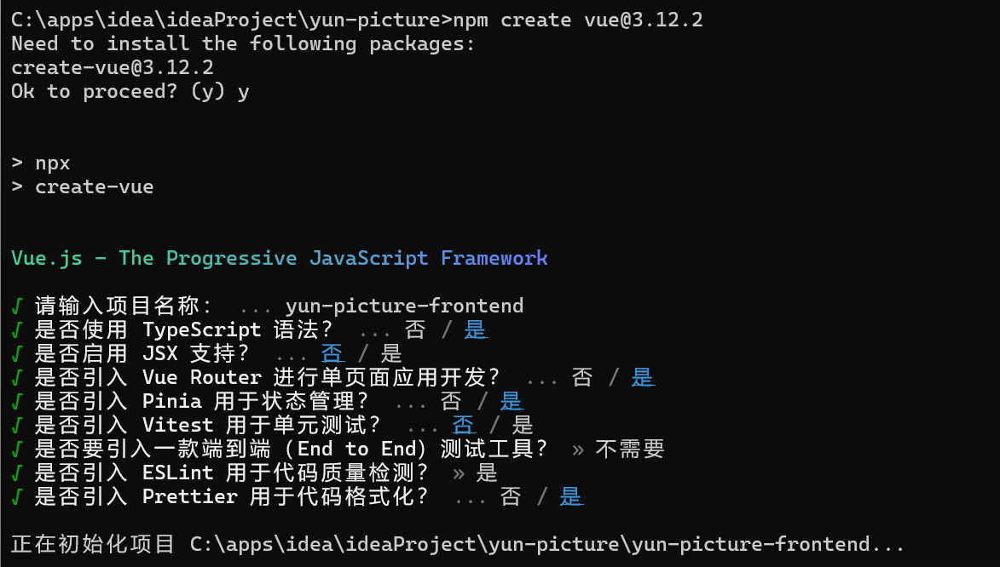 C:\apps\idea\ideaProject\yun-picture>npm create vue@3.12.2
Need to install the following packages:
create-vue@3.12.2
Ok to proceed? (y) y
> npx
> create-vue
Vue.js - The Progressive JavaScript Framework
√ 请输入项目名称: ... yun-picture-frontend
√ 是否使用 TypeScript 语法? ... 否 / 是
√ 是否启用 JSX 支持? ... 否 / 是
√ 是否引入 Vue Router 进行单页面应用开发? ... 否 / 是
√ 是否引入 Pinia 用于状态管理? ... 否 / 是
√ 是否引入 Vitest 用于单元测试? ... 否 / 是
√ 是否要引入一款端到端 (End to End) 测试工具? » 不需要
√ 是否引入 ESLint 用于代码质量检测? » 是
√ 是否引入 Prettier 用于代码格式化? ... 否 / 是
正在初始化项目 C:\apps\idea\ideaProject\yun-picture\yun-picture-frontend...